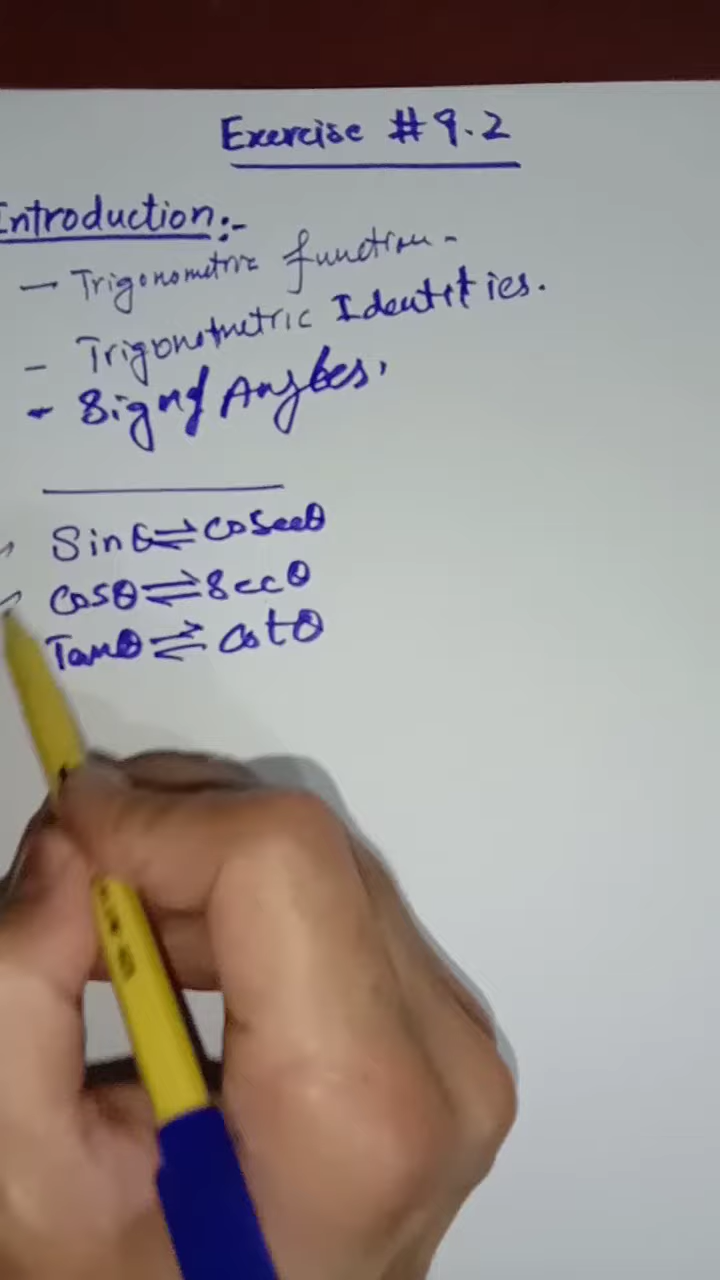 Exercise #9.2
Introduction:-
- Trigonometric function.
- Trigonometric Identities.
- Sign of Angles.
Sinθ⇌Cosecθ
Cosθ⇌Secθ
Tanθ⇌Cotθ